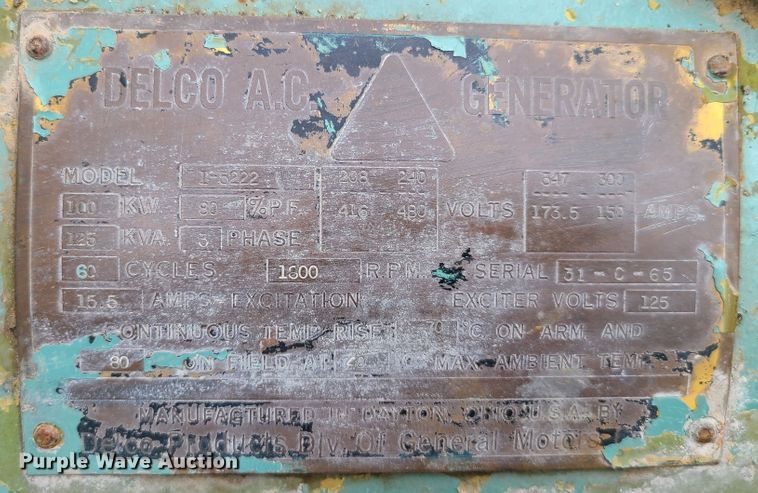 DELCO A.C. GENERATOR
MODEL I-5222 208 240 347 300
100 KW 80 % P.F. 416 480 VOLTS 173.5 150 AMPS
125 KVA 3 PHASE
60 CYCLES 1800 R.P.M. SERIAL 31-C-65
15.5 AMPS EXCITATION EXCITER VOLTS 125
CONTINUOUS TEMP. RISE 70 °C. ON ARM. AND
80 ON FIELD AT 40 °C MAX. AMBIENT TEMP.
MANUFACTURED IN DAYTON, OHIO, U.S.A. BY
Delco Products Div. Of General Motors
Purple Wave Auction